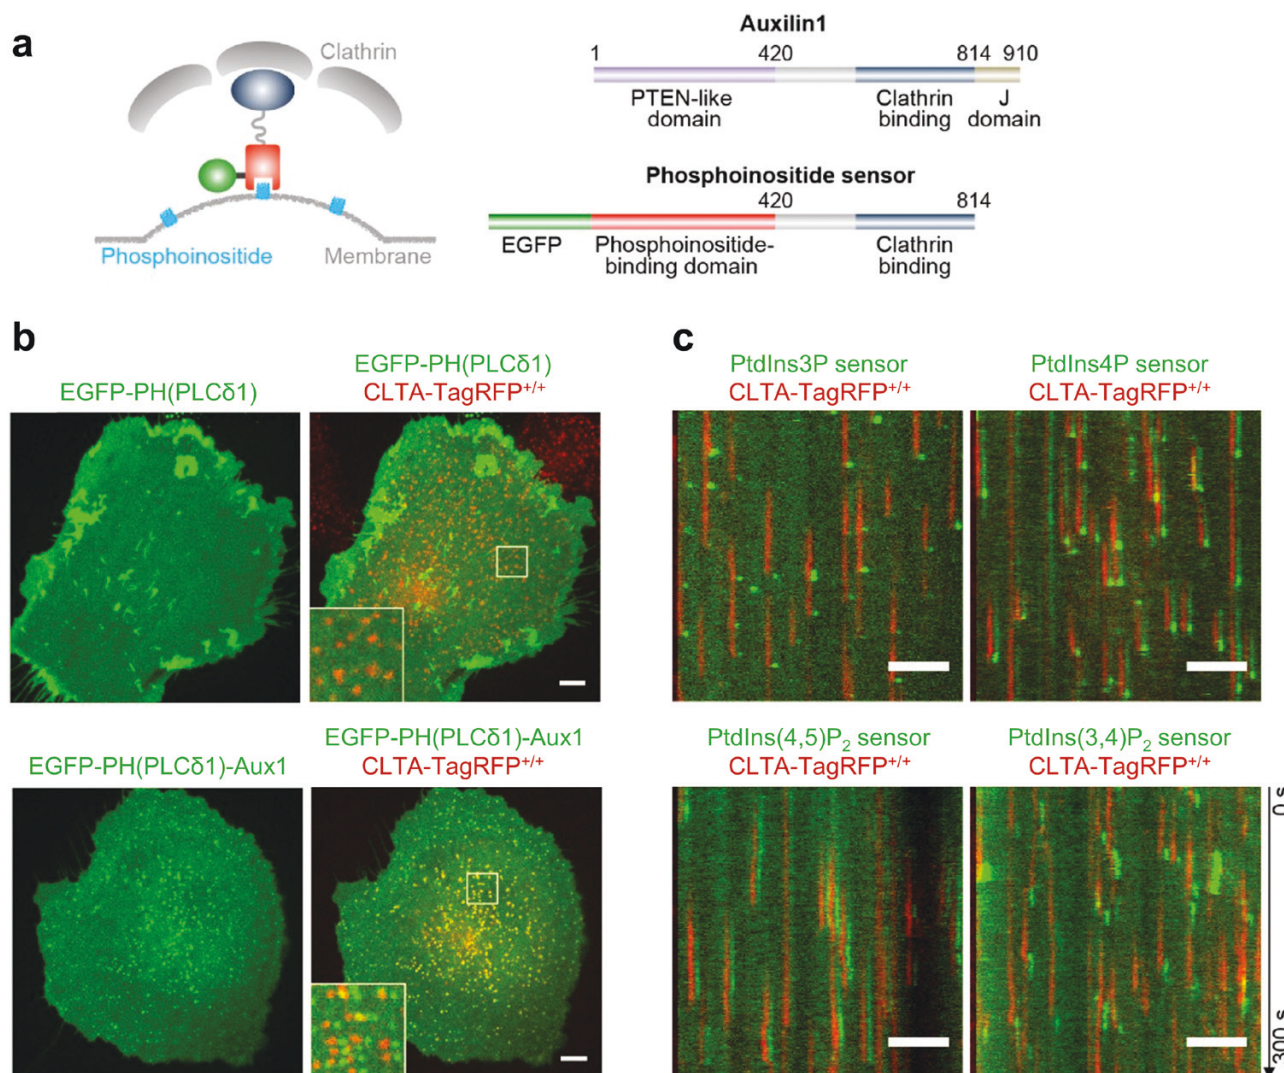 a
Clathrin
Phosphoinositide
Membrane
Auxilin1
1 420 814 910
PTEN-like
domain
Clathrin
binding
J
domain
Phosphoinositide sensor
420 814
EGFP
Phosphoinositide-
binding domain
Clathrin
binding
b
EGFP-PH(PLCδ1)
EGFP-PH(PLCδ1)
CLTA-TagRFP⁺/⁺
EGFP-PH(PLCδ1)-Aux1
EGFP-PH(PLCδ1)-Aux1
CLTA-TagRFP⁺/⁺
c
PtdIns3P sensor
CLTA-TagRFP⁺/⁺
PtdIns4P sensor
CLTA-TagRFP⁺/⁺
PtdIns(4,5)P₂ sensor
CLTA-TagRFP⁺/⁺
PtdIns(3,4)P₂ sensor
CLTA-TagRFP⁺/⁺
0 s
300 s